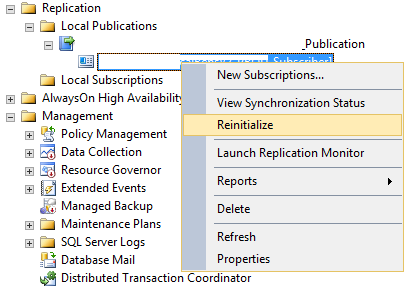 Replication
Local Publications
_Publication
Subscriber]
Local Subscriptions
New Subscriptions...
AlwaysOn High Availability
View Synchronization Status
Management
Reinitialize
Policy Management
Data Collection
Launch Replication Monitor
Resource Governor
Reports
Extended Events
Managed Backup
Delete
Maintenance Plans
Refresh
SQL Server Logs
Database Mail
Properties
Distributed Transaction Coordinator